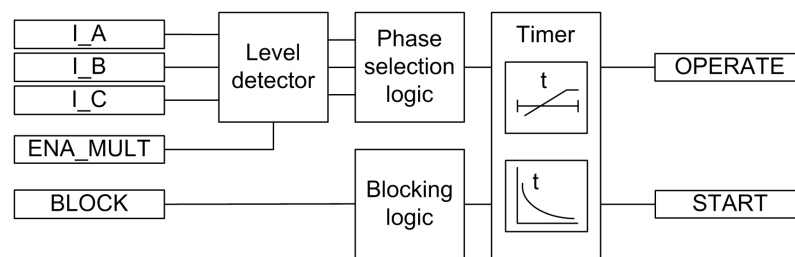 I_A
I_B
I_C
ENA_MULT
BLOCK
Level
detector
Phase
selection
logic
Blocking
logic
Timer
t
t
OPERATE
START